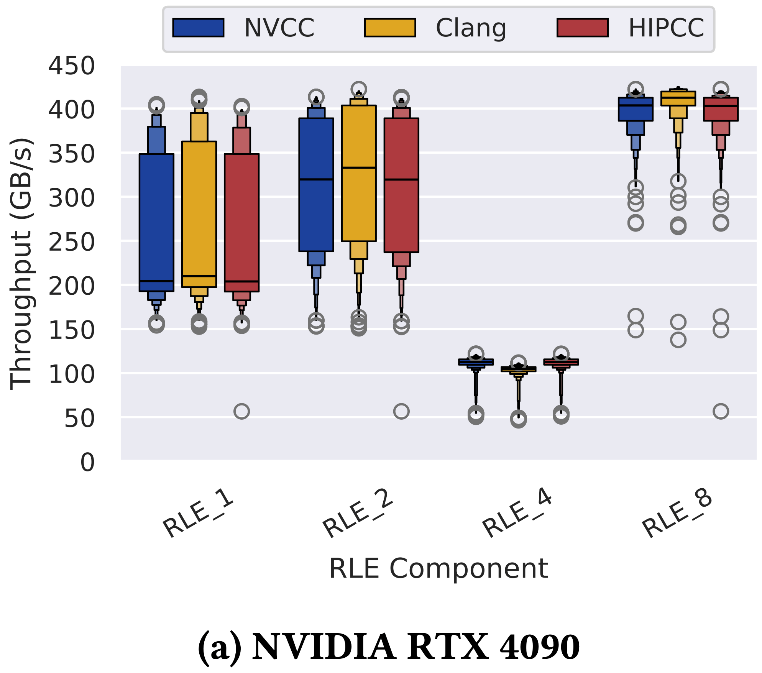 NVCC Clang HIPCC
450
400
350
300
250
200
150
100
50
0
Throughput (GB/s)
RLE_1 RLE_2 RLE_4 RLE_8
RLE Component
(a) NVIDIA RTX 4090